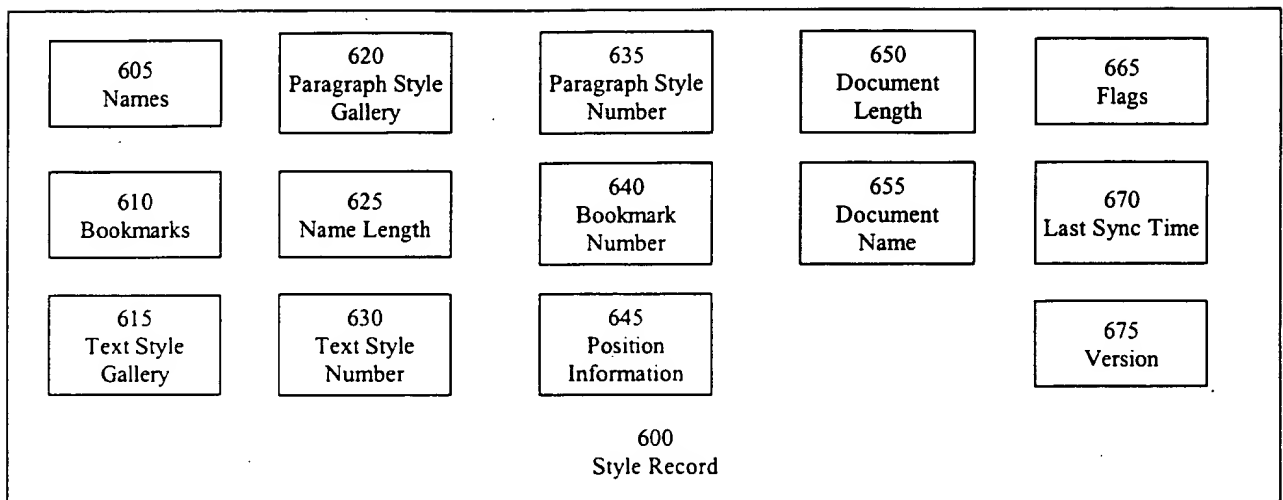 605
Names
620
Paragraph Style
Gallery
635
Paragraph Style
Number
650
Document
Length
665
Flags
610
Bookmarks
625
Name Length
640
Bookmark
Number
655
Document
Name
670
Last Sync Time
615
Text Style
Gallery
630
Text Style
Number
645
Position
Information
675
Version
600
Style Record